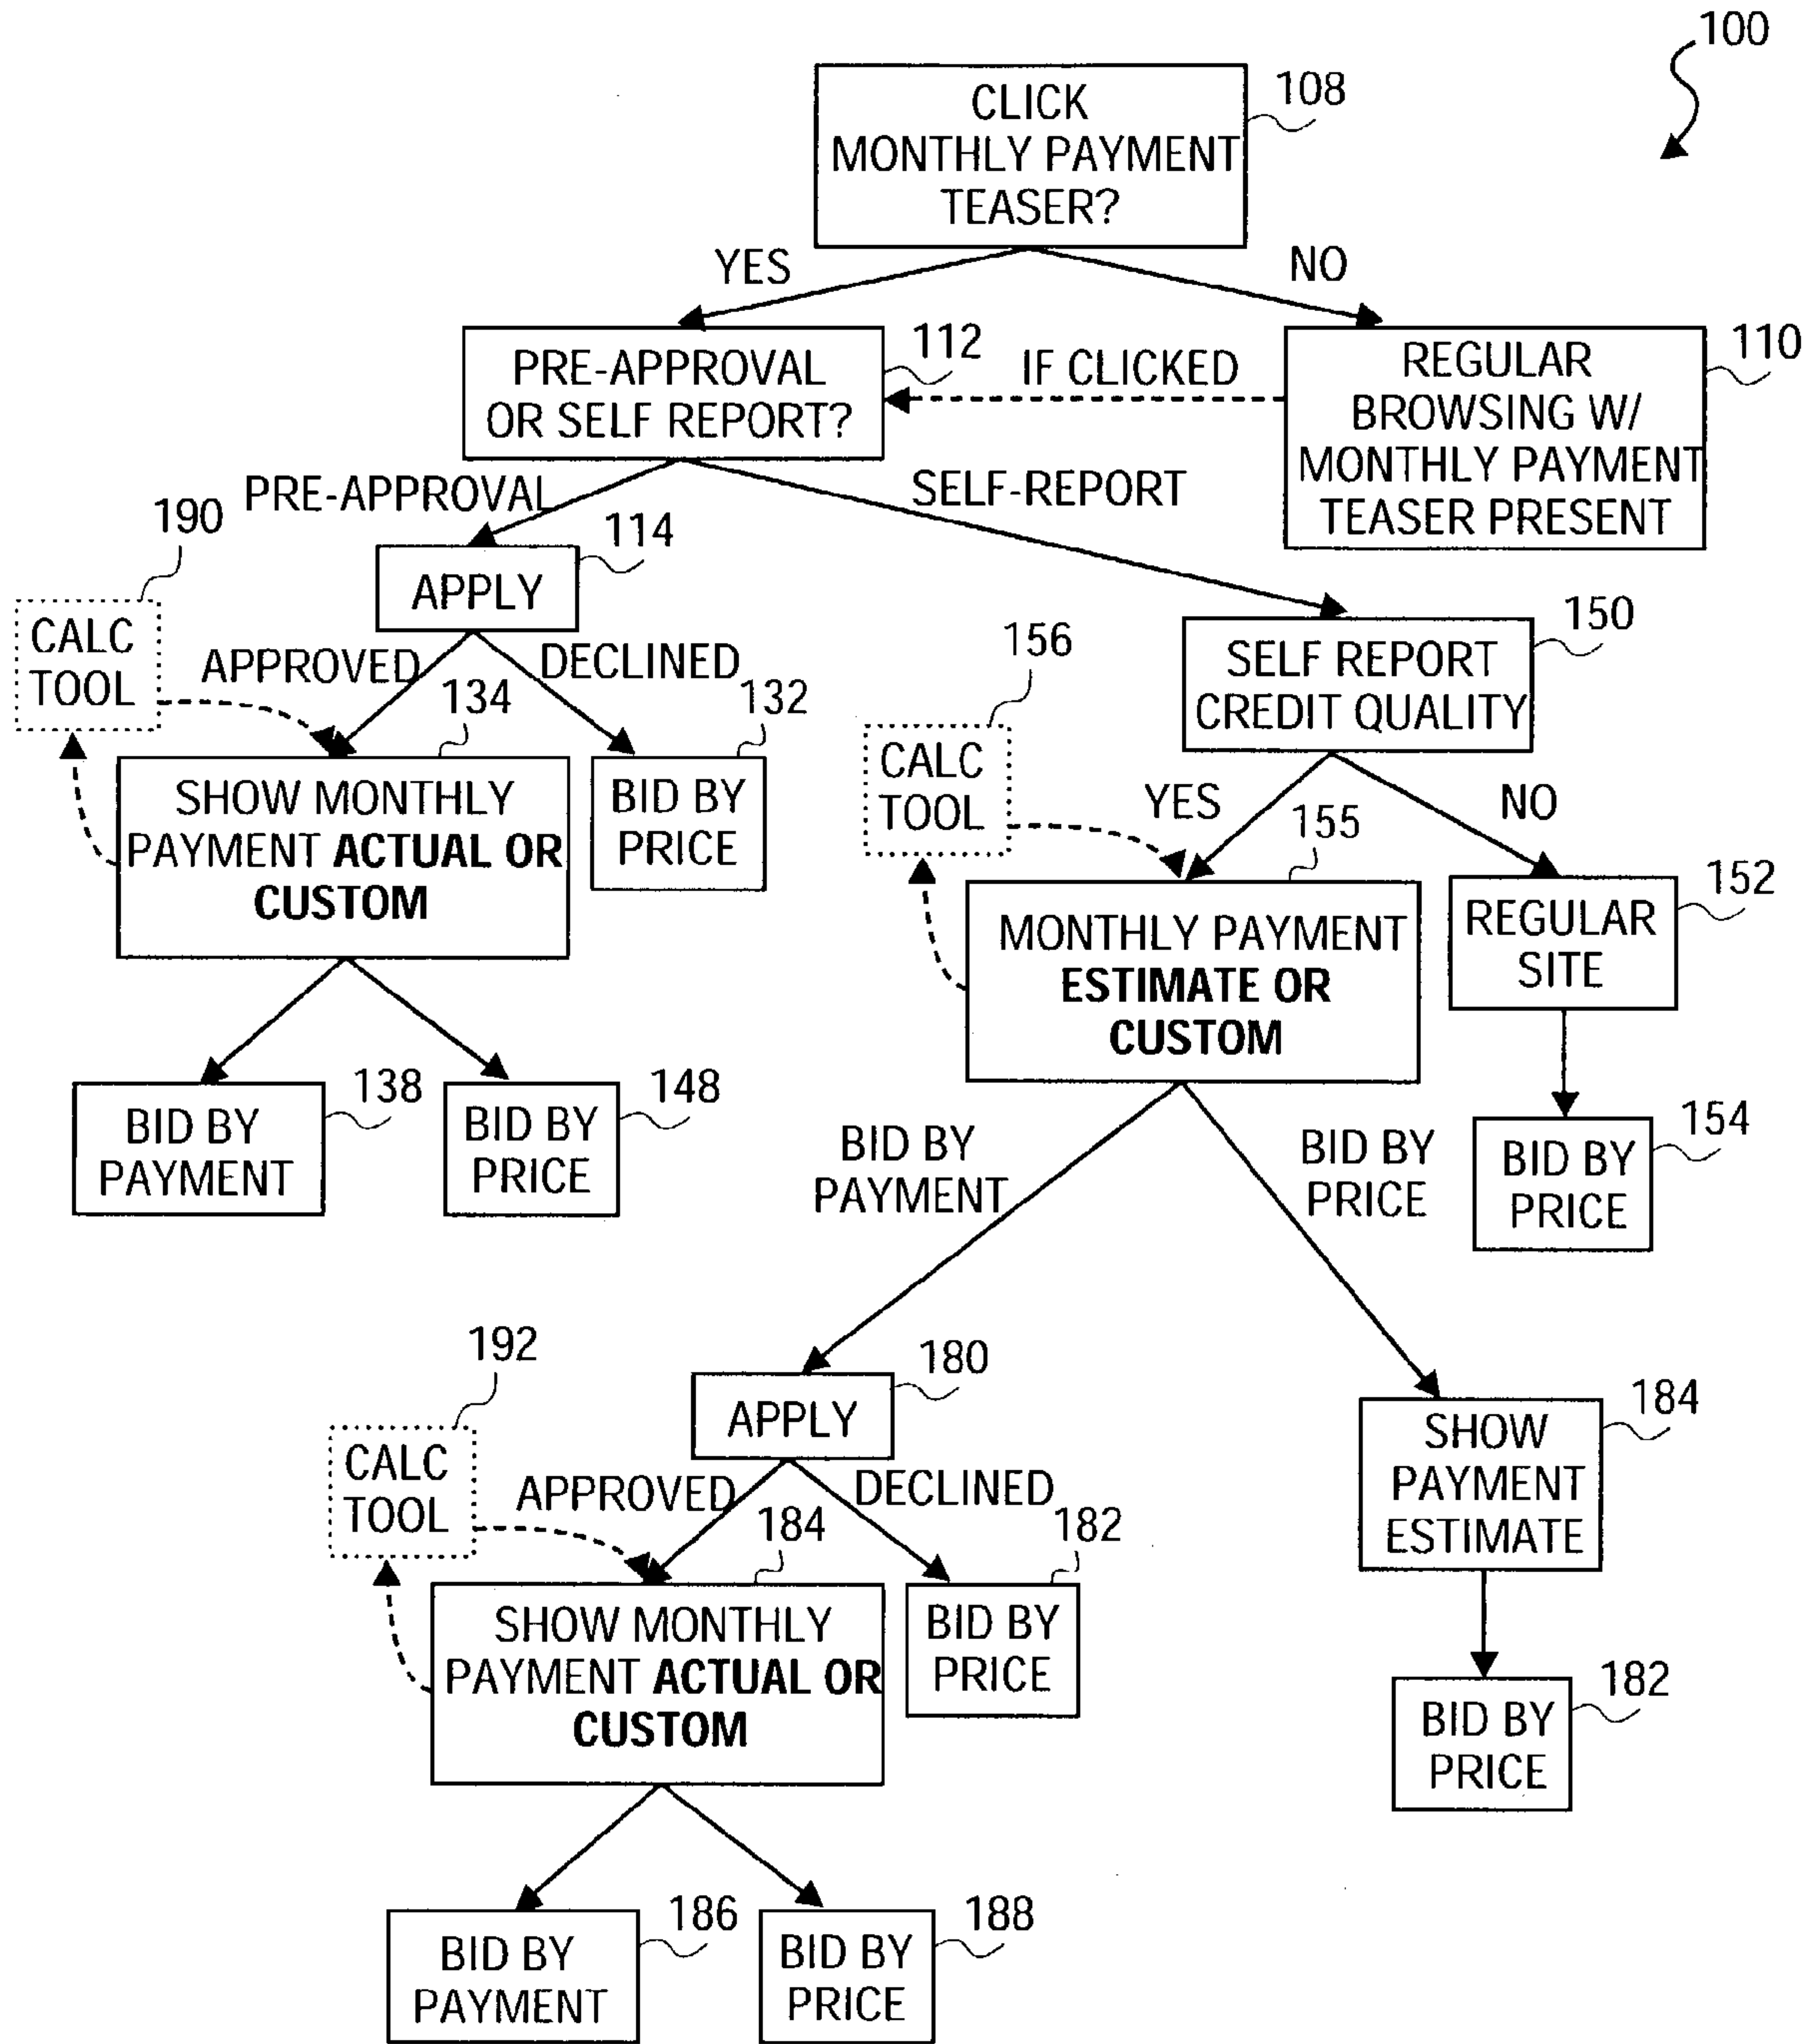 100
CLICK
MONTHLY PAYMENT
TEASER?
108
YES
NO
PRE-APPROVAL
OR SELF REPORT?
112
IF CLICKED
REGULAR
BROWSING W/
MONTHLY PAYMENT
TEASER PRESENT
110
PRE-APPROVAL
SELF-REPORT
190
114
APPLY
CALC
TOOL
APPROVED
DECLINED
134
132
SHOW MONTHLY
PAYMENT ACTUAL OR
CUSTOM
BID BY
PRICE
156
150
SELF REPORT
CREDIT QUALITY
CALC
TOOL
YES
NO
155
152
MONTHLY PAYMENT
ESTIMATE OR
CUSTOM
REGULAR
SITE
138
148
BID BY
PAYMENT
BID BY
PRICE
154
BID BY
PRICE
BID BY
PAYMENT
BID BY
PRICE
192
180
APPLY
184
SHOW
PAYMENT
ESTIMATE
CALC
TOOL
APPROVED
DECLINED
184
182
SHOW MONTHLY
PAYMENT ACTUAL OR
CUSTOM
BID BY
PRICE
182
BID BY
PRICE
186
188
BID BY
PAYMENT
BID BY
PRICE